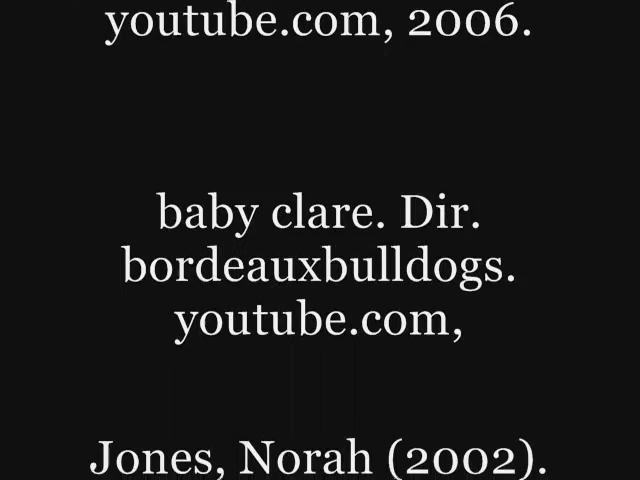 youtube.com, 2006.
baby clare. Dir.
bordeauxbulldogs.
youtube.com,
Jones, Norah (2002).